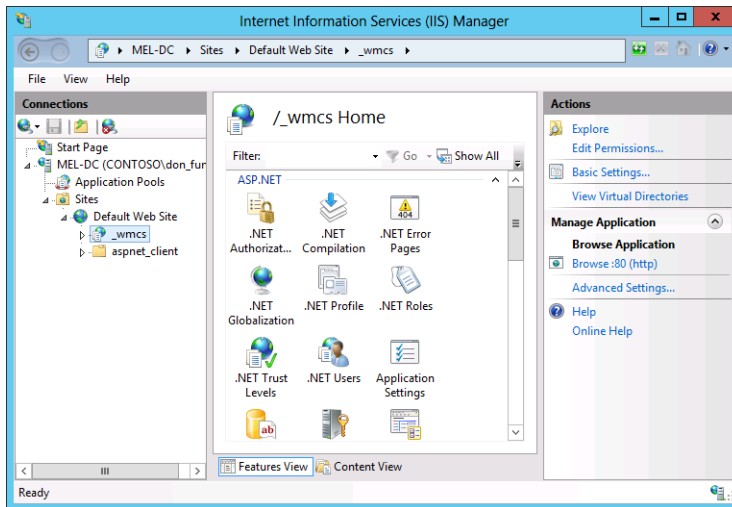 Internet Information Services (IIS) Manager
MEL-DC Sites Default Web Site _wmcs
File View Help
Connections
Start Page
MEL-DC (CONTOSO\don_fun
Application Pools
Sites
Default Web Site
_wmcs
aspnet_client
/_wmcs Home
Filter: Go Show All
ASP.NET
.NET Authorizat...
.NET Compilation
.NET Error Pages
404
.NET Globalization
.NET Profile
.NET Roles
.NET Trust Levels
.NET Users
Application Settings
ab
Features View Content View
Actions
Explore
Edit Permissions...
Basic Settings...
View Virtual Directories
Manage Application
Browse Application
Browse :80 (http)
Advanced Settings...
Help
Online Help
Ready